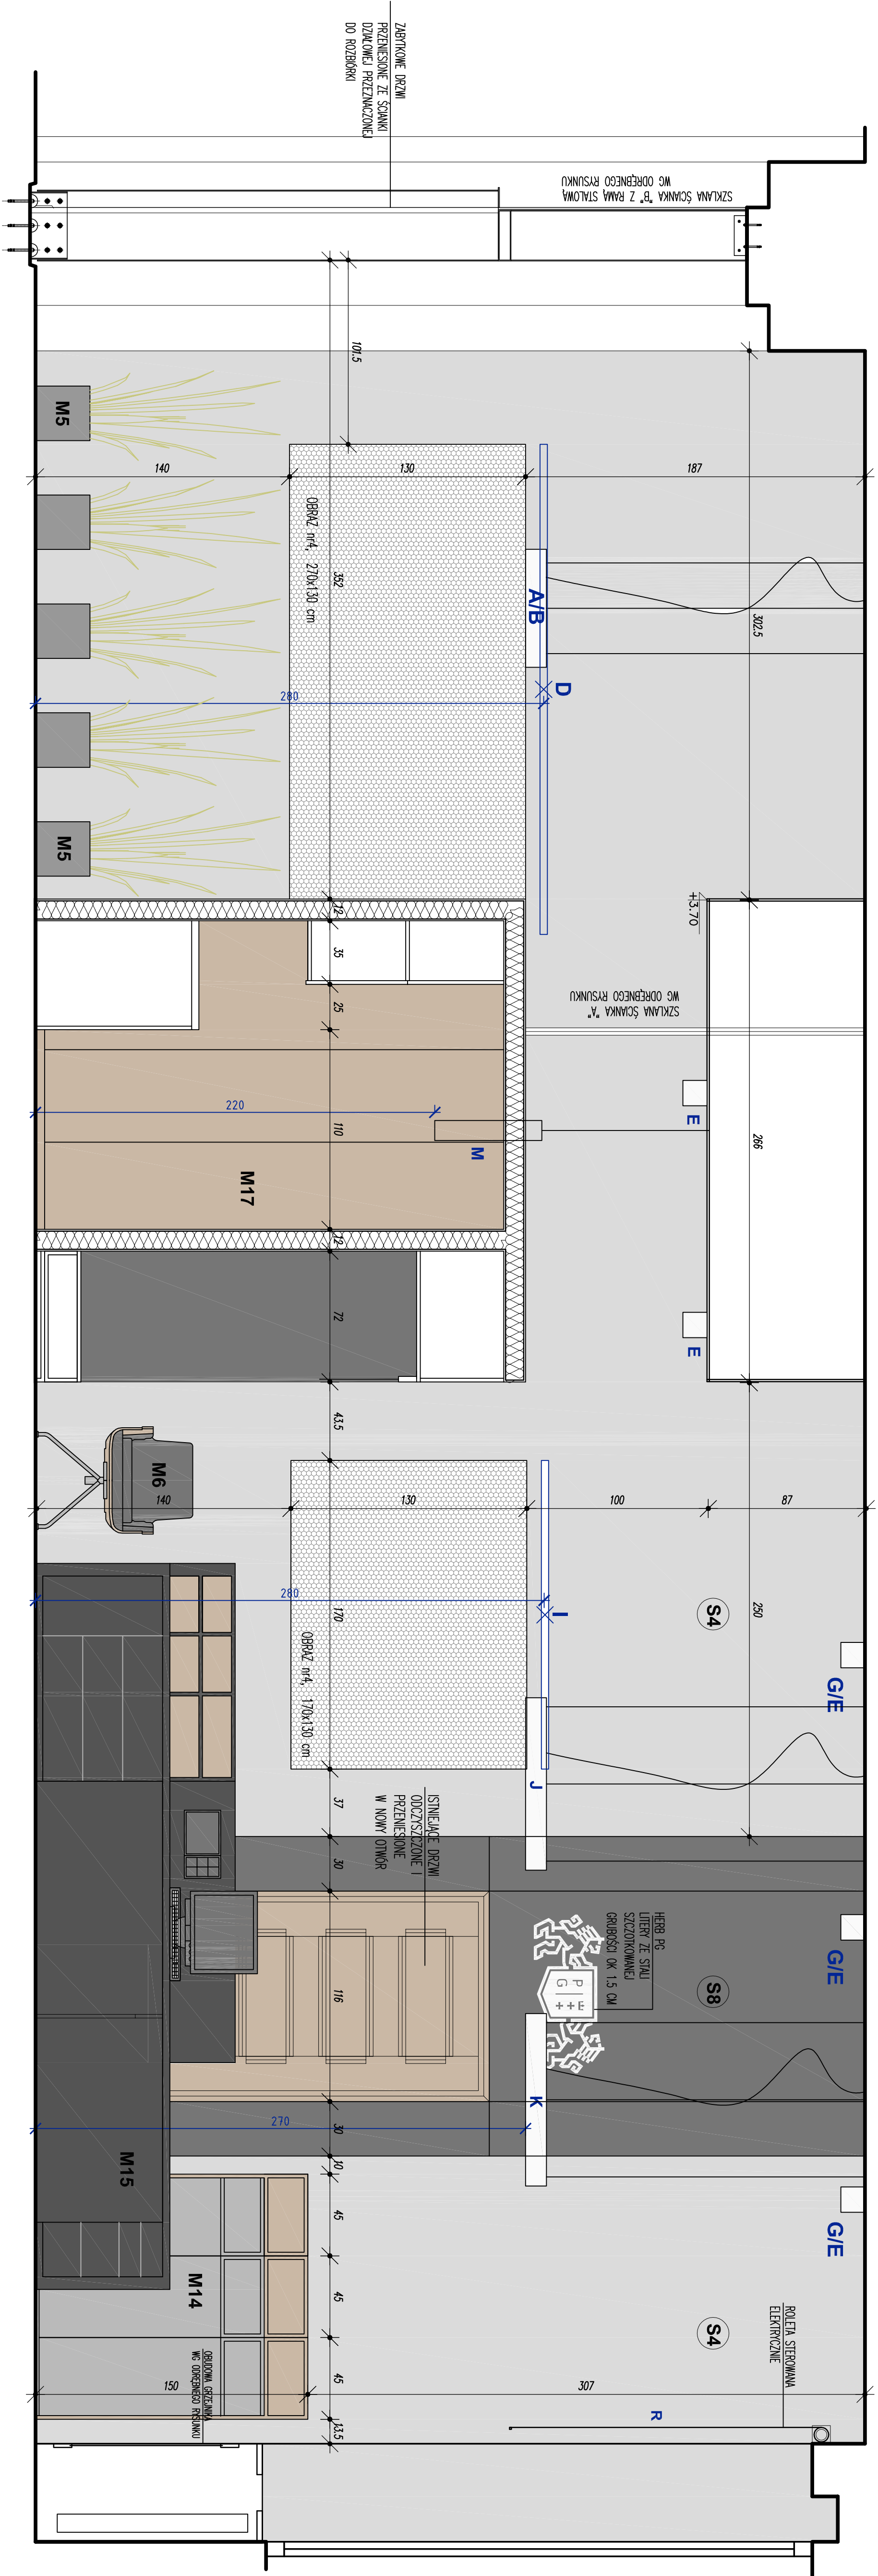 ZABYTKOWE DRZWI
PRZENIESIONE ZE ŚCIANKI
DZIAŁOWEJ PRZEZNACZONEJ
DO ROZBIÓRKI
SZKLANA ŚCIANKA "B" Z RAMĄ STALOWĄ
WG ODRĘBNEGO RYSUNKU
101.5
M5
140
130
187
OBRAZ nr4, 270x130 cm
352
A/B
302.5
D
280
M5
12
35
25
+3.70
SZKLANA ŚCIANKA "A"
WG ODRĘBNEGO RYSUNKU
E
266
220
110
M
M17
12
72
E
43.5
M6
140
130
100
87
280
170
I
S4
250
G/E
OBRAZ nr4, 170x130 cm
J
37
ISTNIEJĄCE DRZWI
ODCZYSZCZONE I
PRZENIESIONE
W NOWY OTWÓR
30
HERB PG
LITERY ZE STALI
SZCZOTKOWANEJ
GRUBOŚCI OK 1.5 CM
G/E
S8
P
G
116
K
270
30
10
M15
45
G/E
M14
45
ROLETA STEROWANA
ELEKTRYCZNIE
S4
45
OBUDOWA GRZEJNIKA
WG ODRĘBNEGO RYSUNKU
150
307
R
13.5